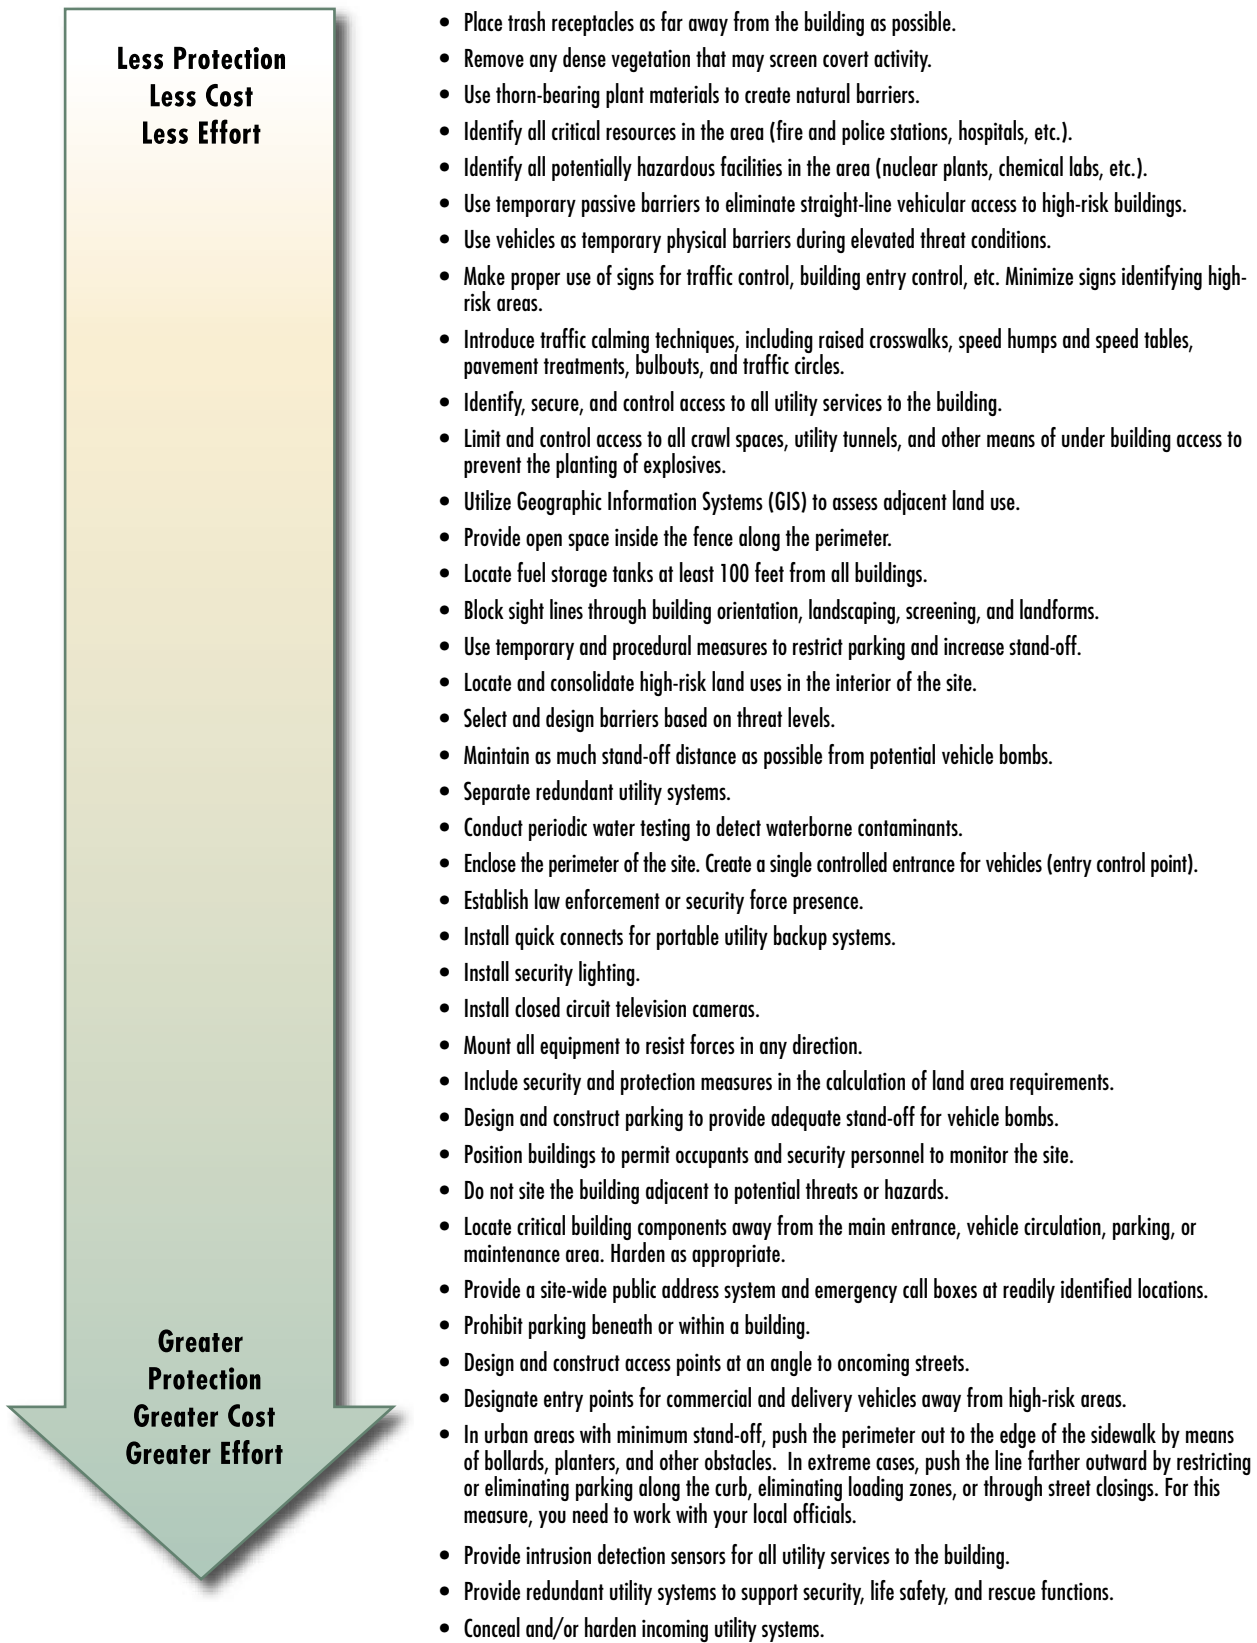 Less Protection
Less Cost
Less Effort
• Place trash receptacles as far away from the building as possible.
• Remove any dense vegetation that may screen covert activity.
• Use thorn-bearing plant materials to create natural barriers.
• Identify all critical resources in the area (fire and police stations, hospitals, etc.).
• Identify all potentially hazardous facilities in the area (nuclear plants, chemical labs, etc.).
• Use temporary passive barriers to eliminate straight-line vehicular access to high-risk buildings.
• Use vehicles as temporary physical barriers during elevated threat conditions.
• Make proper use of signs for traffic control, building entry control, etc. Minimize signs identifying high-
risk areas.
• Introduce traffic calming techniques, including raised crosswalks, speed humps and speed tables,
pavement treatments, bulbouts, and traffic circles.
• Identify, secure, and control access to all utility services to the building.
• Limit and control access to all crawl spaces, utility tunnels, and other means of under building access to
prevent the planting of explosives.
• Utilize Geographic Information Systems (GIS) to assess adjacent land use.
• Provide open space inside the fence along the perimeter.
• Locate fuel storage tanks at least 100 feet from all buildings.
• Block sight lines through building orientation, landscaping, screening, and landforms.
• Use temporary and procedural measures to restrict parking and increase stand-off.
• Locate and consolidate high-risk land uses in the interior of the site.
• Select and design barriers based on threat levels.
• Maintain as much stand-off distance as possible from potential vehicle bombs.
• Separate redundant utility systems.
• Conduct periodic water testing to detect waterborne contaminants.
• Enclose the perimeter of the site. Create a single controlled entrance for vehicles (entry control point).
• Establish law enforcement or security force presence.
• Install quick connects for portable utility backup systems.
• Install security lighting.
• Install closed circuit television cameras.
• Mount all equipment to resist forces in any direction.
• Include security and protection measures in the calculation of land area requirements.
• Design and construct parking to provide adequate stand-off for vehicle bombs.
• Position buildings to permit occupants and security personnel to monitor the site.
• Do not site the building adjacent to potential threats or hazards.
• Locate critical building components away from the main entrance, vehicle circulation, parking, or
maintenance area. Harden as appropriate.
• Provide a site-wide public address system and emergency call boxes at readily identified locations.
• Prohibit parking beneath or within a building.
• Design and construct access points at an angle to oncoming streets.
• Designate entry points for commercial and delivery vehicles away from high-risk areas.
• In urban areas with minimum stand-off, push the perimeter out to the edge of the sidewalk by means
of bollards, planters, and other obstacles. In extreme cases, push the line farther outward by restricting
or eliminating parking along the curb, eliminating loading zones, or through street closings. For this
measure, you need to work with your local officials.
• Provide intrusion detection sensors for all utility services to the building.
• Provide redundant utility systems to support security, life safety, and rescue functions.
• Conceal and/or harden incoming utility systems.
Greater
Protection
Greater Cost
Greater Effort